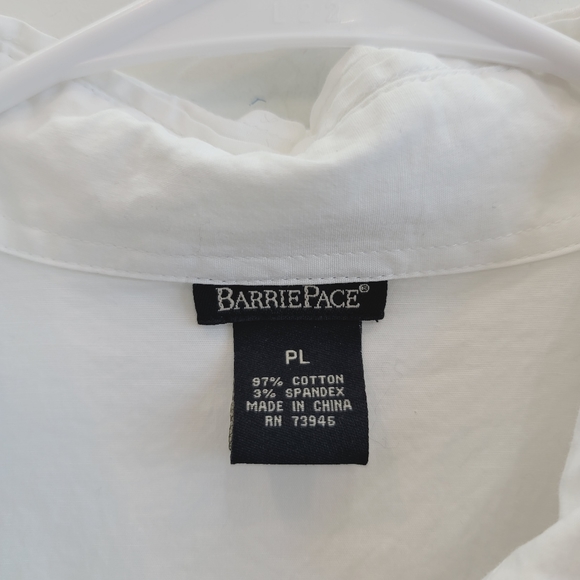 BARRIEPACE®
PL
97% COTTON
3% SPANDEX
MADE IN CHINA
RN 73945